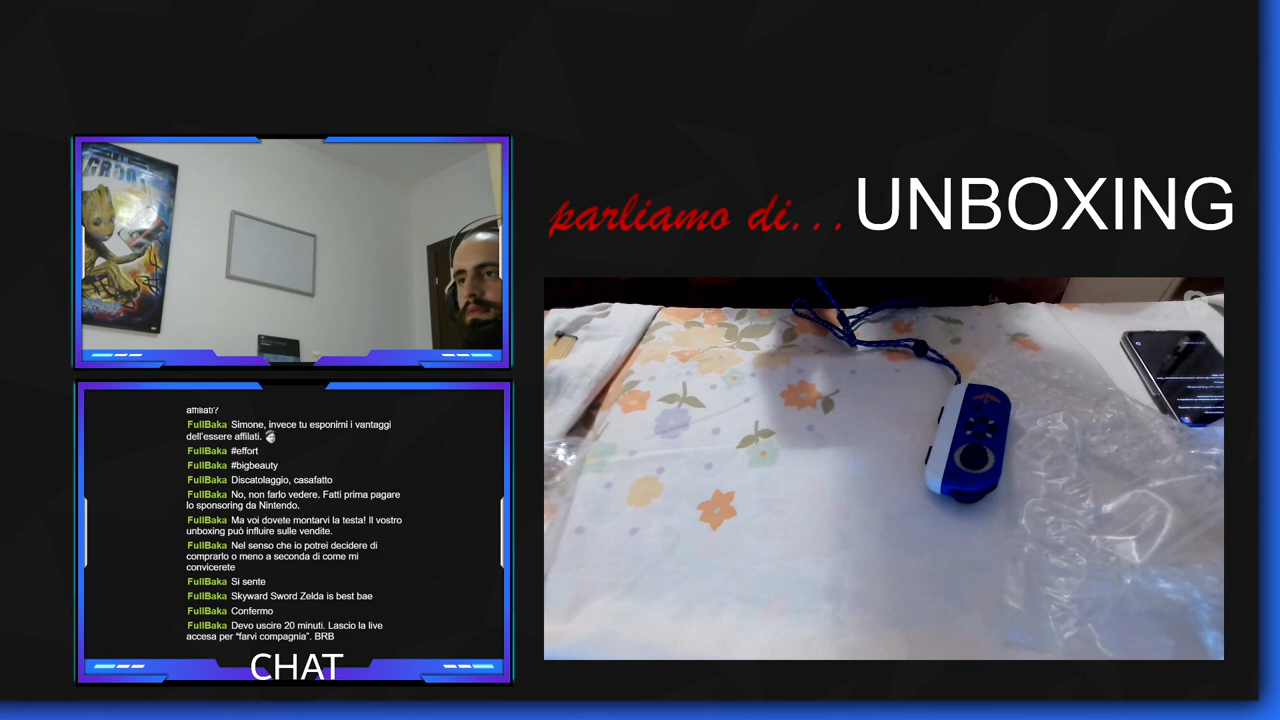 GROOT
parliamo di... UNBOXING
affiliati?
FullBaka Simone, invece tu esponimi i vantaggi
dell'essere affilati.
FullBaka #effort
FullBaka #bigbeauty
FullBaka Discatolaggio, casafatto
FullBaka No, non farlo vedere. Fatti prima pagare
lo sponsoring da Nintendo.
FullBaka Ma voi dovete montarvi la testa! Il vostro
unboxing può influire sulle vendite.
FullBaka Nel senso che io potrei decidere di
comprarlo o meno a seconda di come mi
convicerete
FullBaka Si sente
FullBaka Skyward Sword Zelda is best bae
FullBaka Confermo
FullBaka Devo uscire 20 minuti. Lascio la live
accesa per “farvi compagnia”. BRB
CHAT